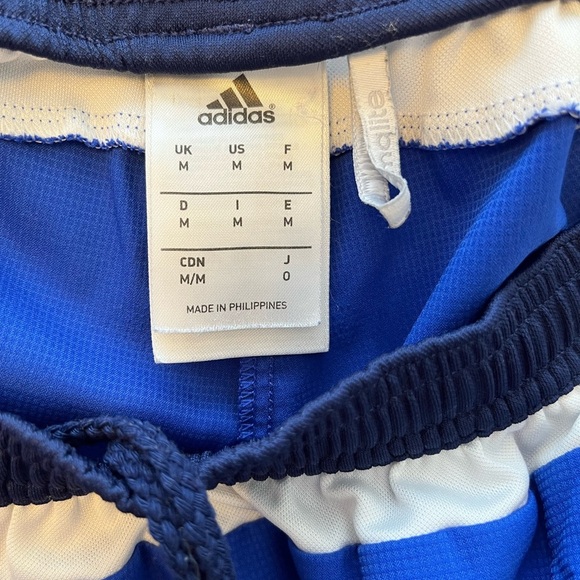 adidas
UK US F
M M M
D I E
M M M
CDN J
M/M O
MADE IN PHILIPPINES